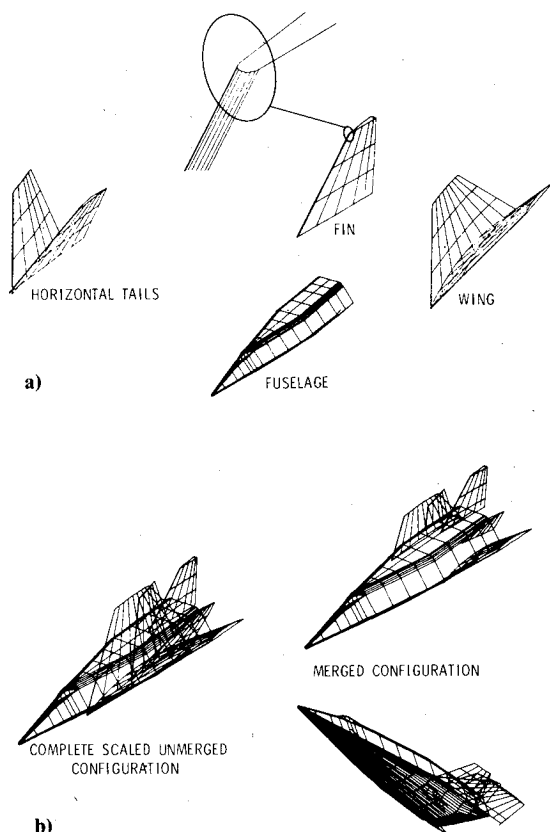 FIN
HORIZONTAL TAILS
WING
a)
FUSELAGE
MERGED CONFIGURATION
COMPLETE SCALED UNMERGED
CONFIGURATION
b)